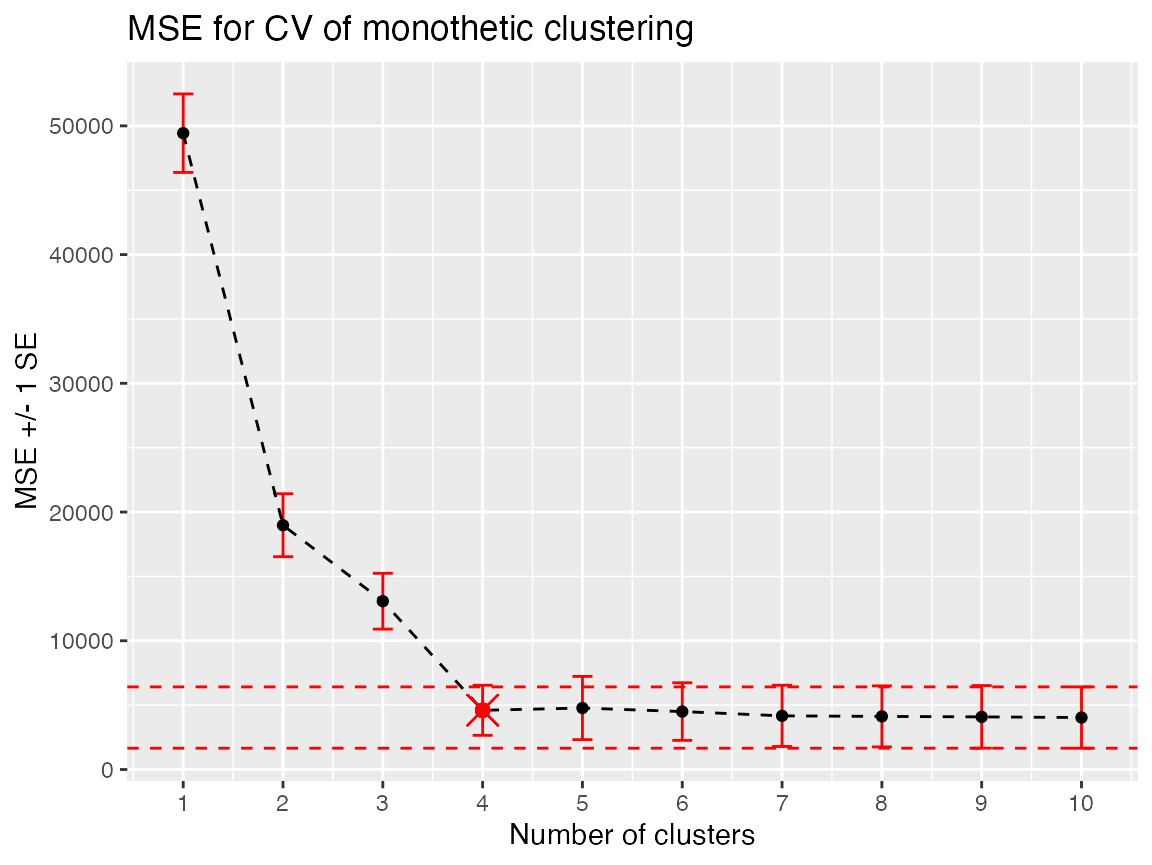 MSE for CV of monothetic clustering
MSE +/- 1 SE
50000
40000
30000
20000
10000
0
1 2 3 4 5 6 7 8 9 10
Number of clusters